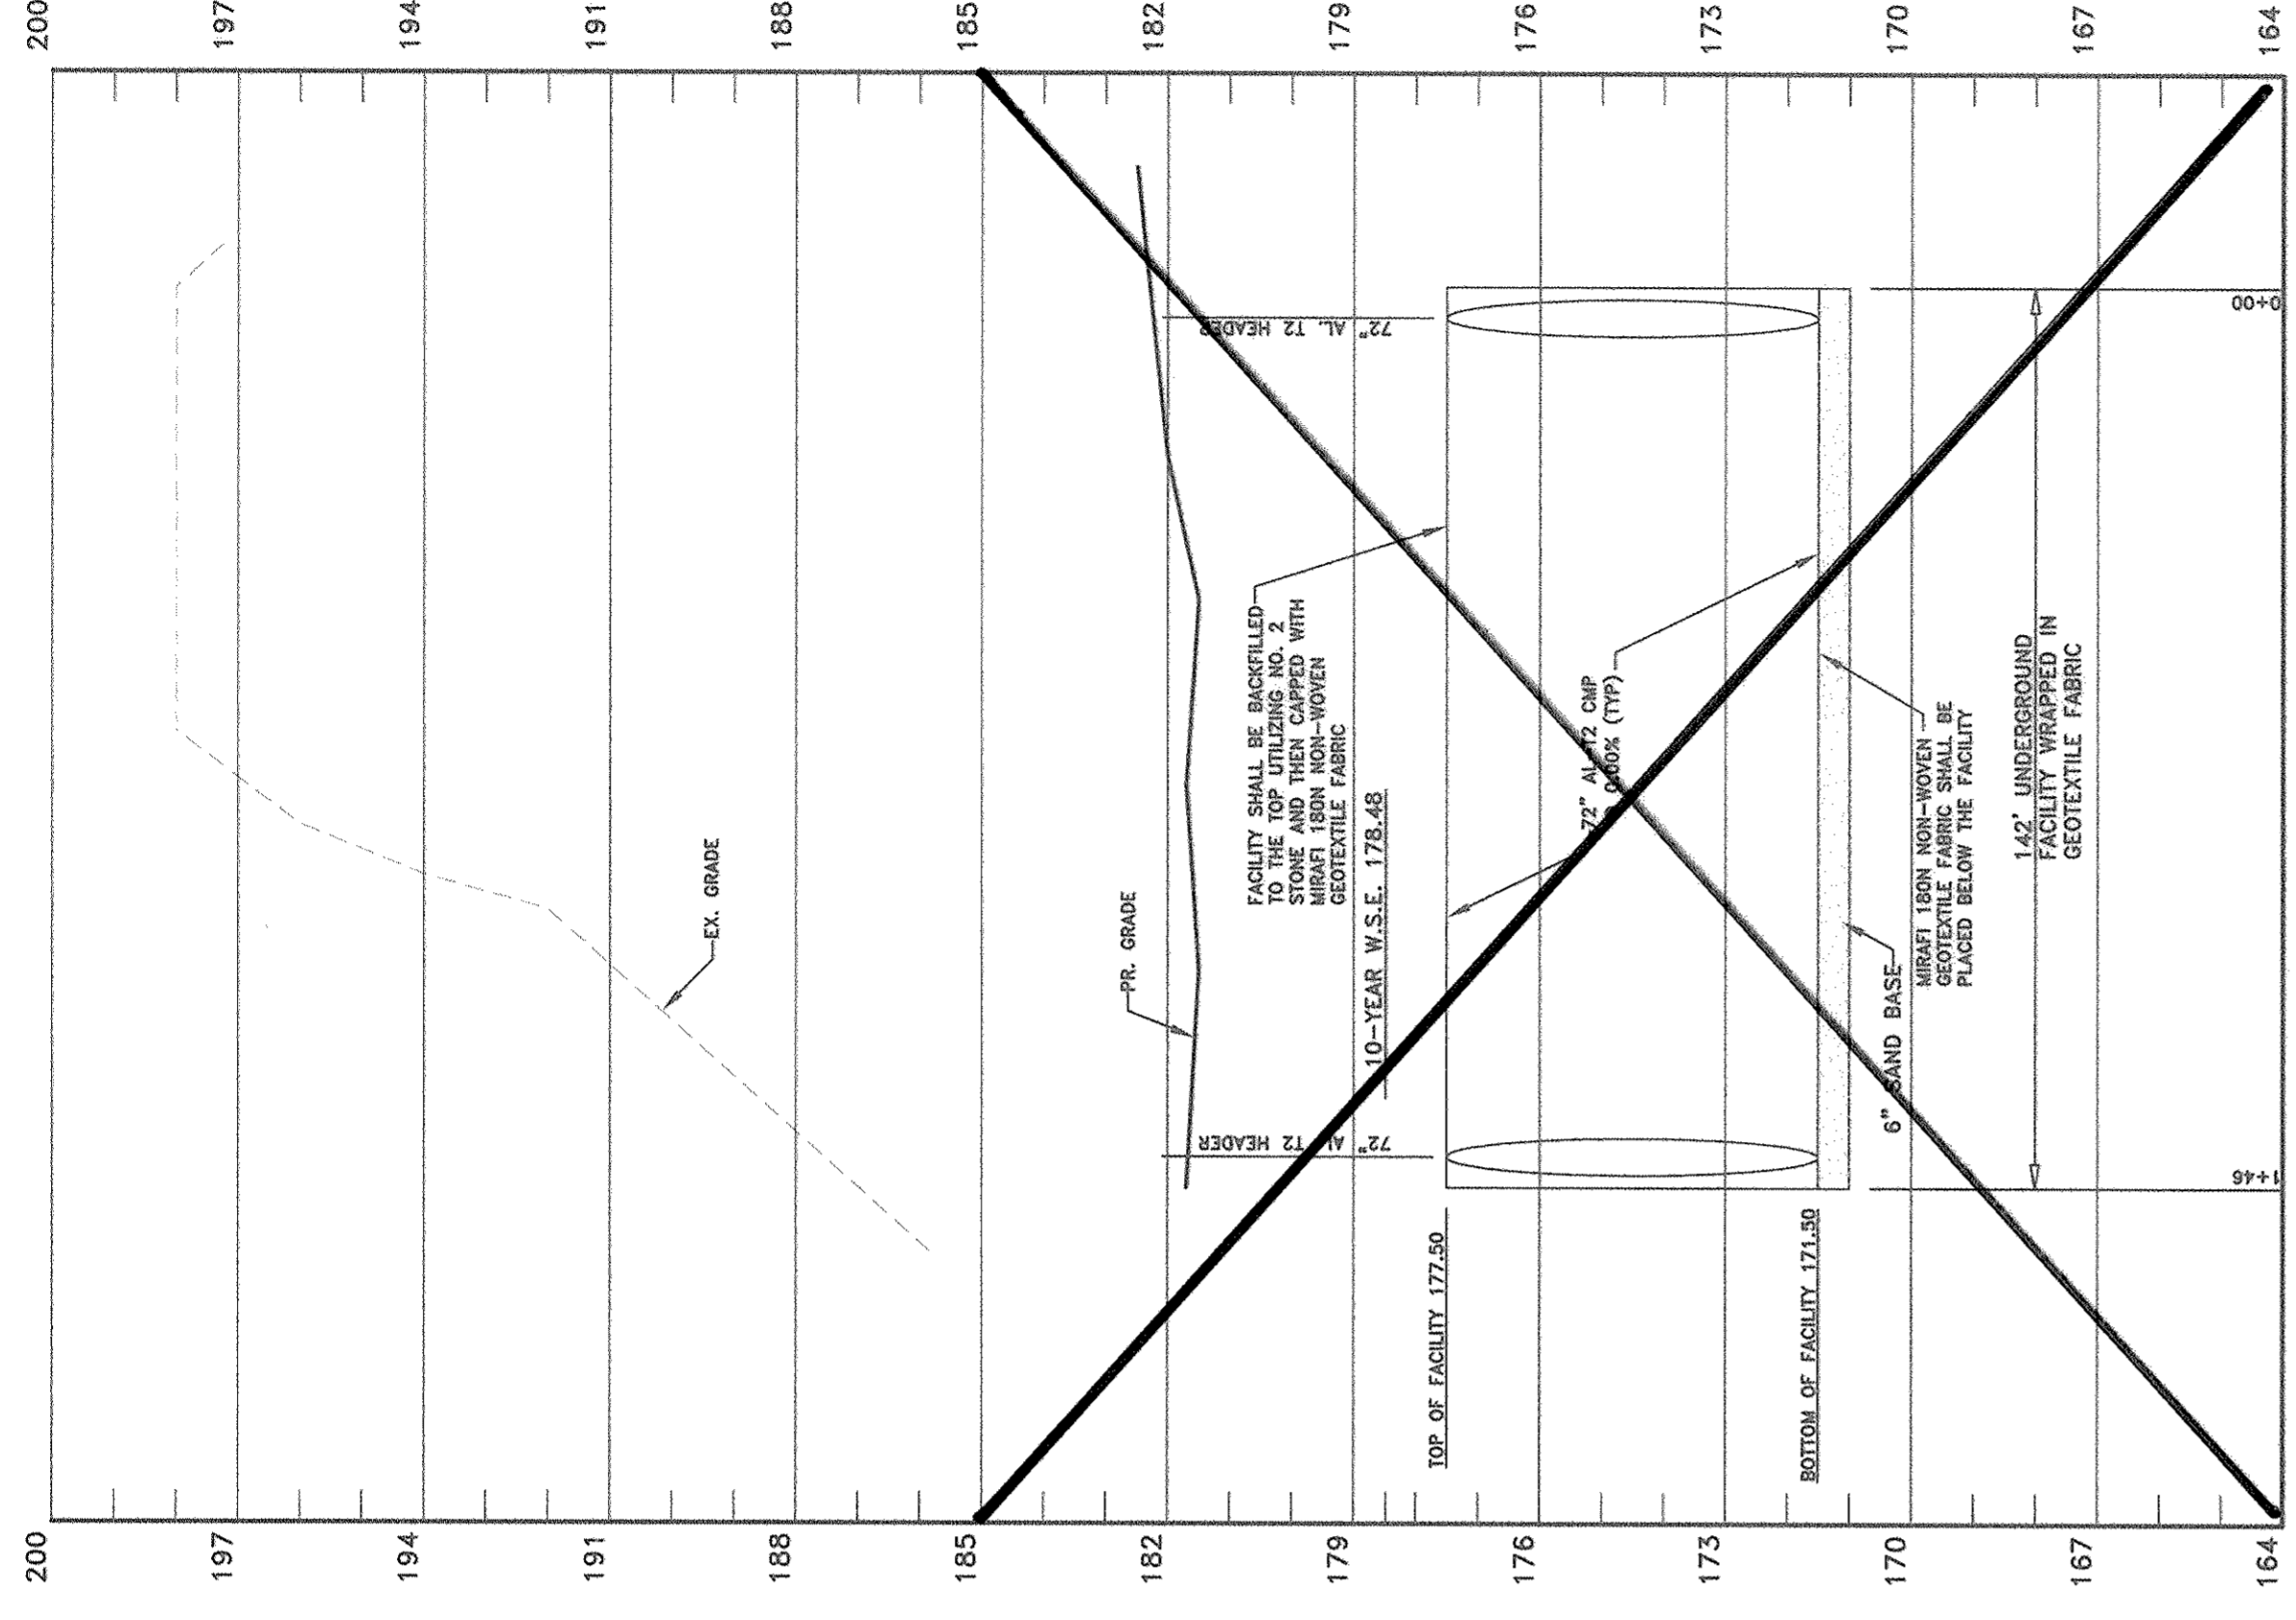 200
197
194
191
188
185
182
179
176
173
170
167
164
EX. GRADE
PR. GRADE
FACILITY SHALL BE BACKFILLED
TO THE TOP UTILIZING NO. 2
STONE AND THEN CAPPED WITH
MIRAFI 180N NON-WOVEN
GEOTEXTILE FABRIC
10-YEAR W.S.E. 178.48
72" AL. T2 HEADER
72" AL. T2 HEADER
72" AL T2 CMP
0.00% (TYP)
TOP OF FACILITY 177.50
BOTTOM OF FACILITY 171.50
6" SAND BASE
MIRAFI 180N NON-WOVEN
GEOTEXTILE FABRIC SHALL BE
PLACED BELOW THE FACILITY
142' UNDERGROUND
FACILITY WRAPPED IN
GEOTEXTILE FABRIC
1+46
0+00
200
197
194
191
188
185
182
179
176
173
170
167
164